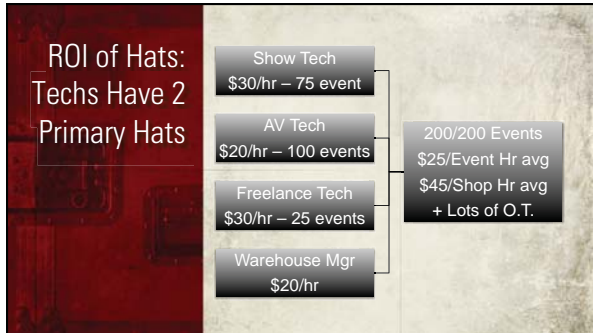 ROI of Hats:
Techs Have 2
Primary Hats
Show Tech
$30/hr – 75 event
AV Tech
$20/hr – 100 events
Freelance Tech
$30/hr – 25 events
Warehouse Mgr
$20/hr
200/200 Events
$25/Event Hr avg
$45/Shop Hr avg
+ Lots of O.T.